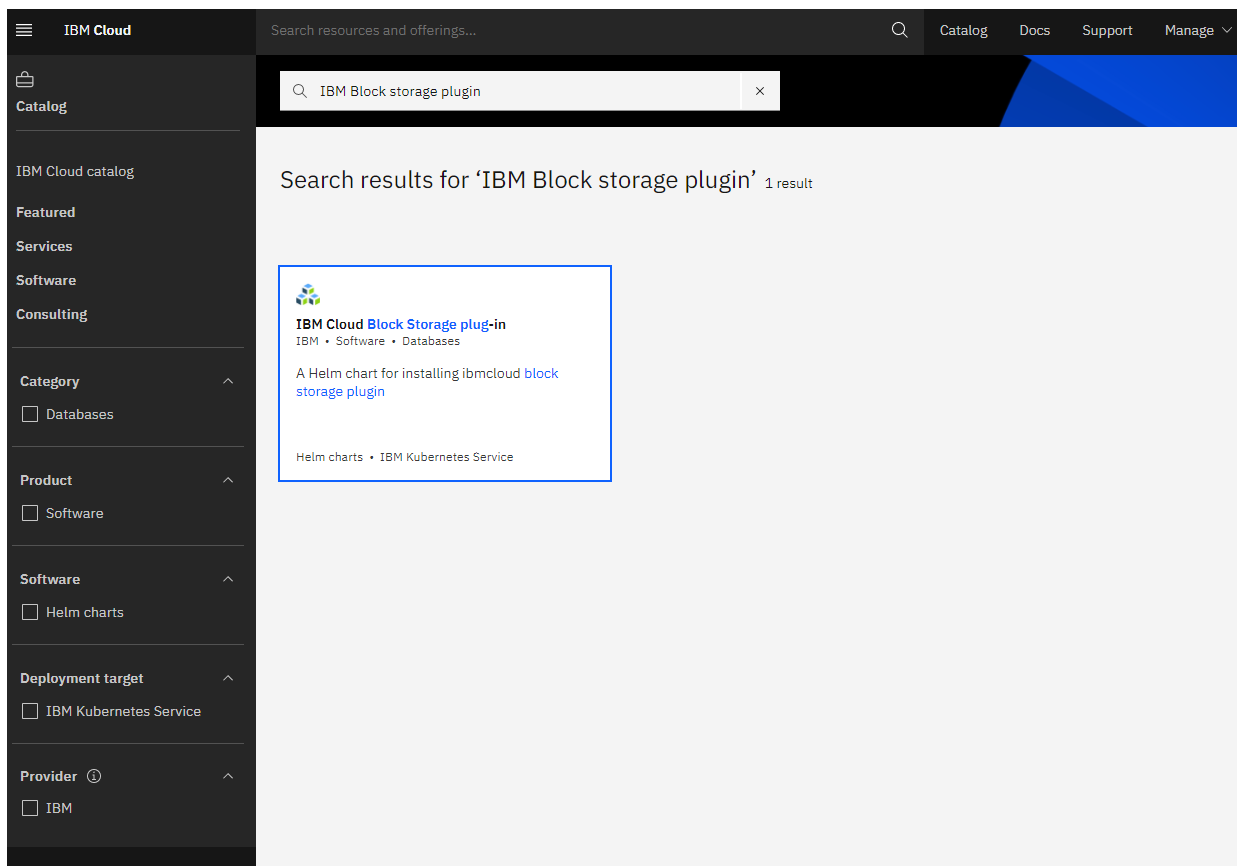 IBM Cloud
Search resources and offerings...
Catalog
Docs
Support
Manage
Catalog
IBM Cloud catalog
Featured
Services
Software
Consulting
Category
Databases
Product
Software
Software
Helm charts
Deployment target
IBM Kubernetes Service
Provider
IBM
IBM Block storage plugin
Search results for ‘IBM Block storage plugin’ 1 result
IBM Cloud Block Storage plug-in
IBM • Software • Databases
A Helm chart for installing ibmcloud block
storage plugin
Helm charts • IBM Kubernetes Service